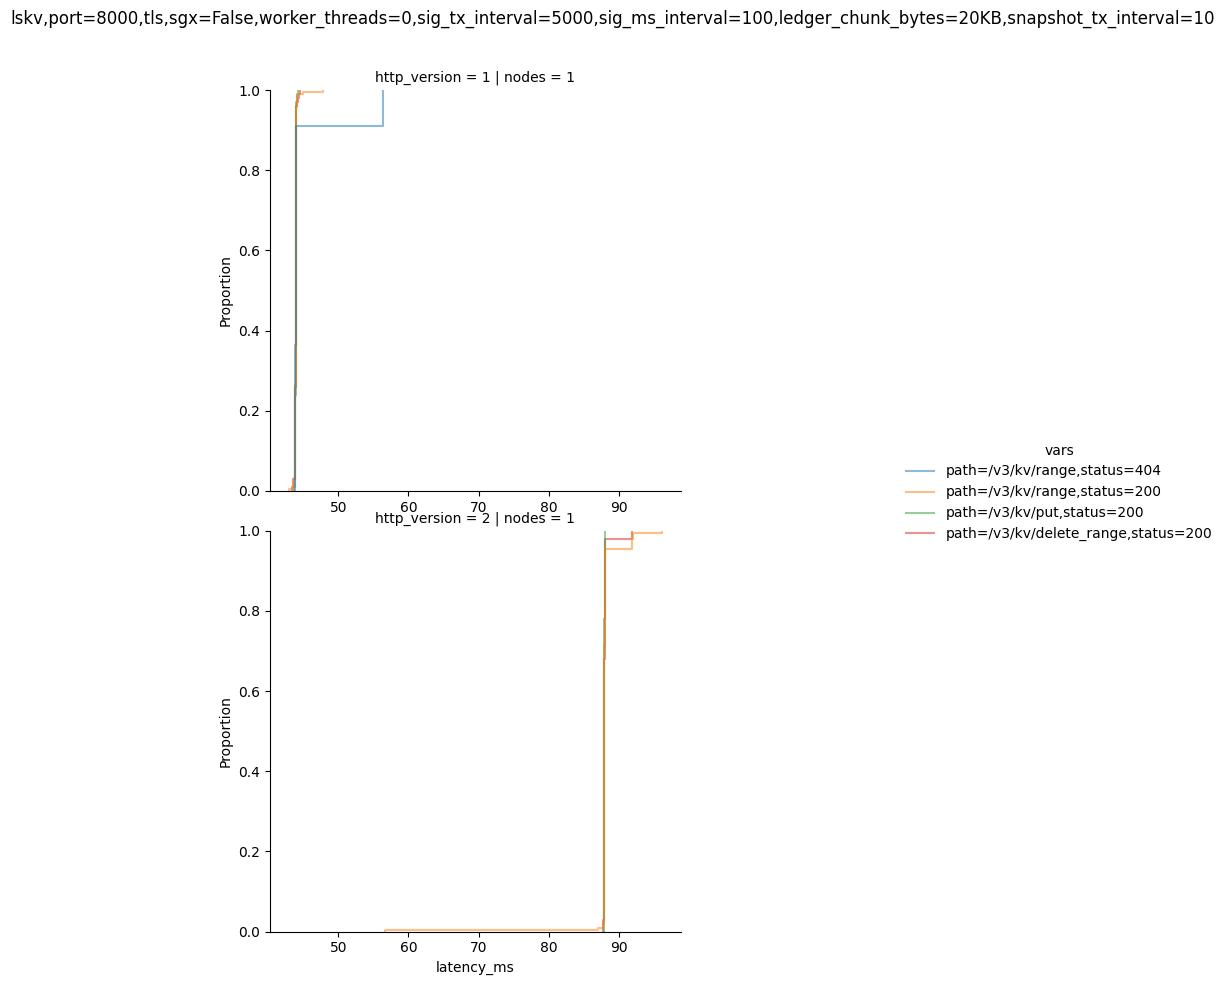 lskv,port=8000,tls,sgx=False,worker_threads=0,sig_tx_interval=5000,sig_ms_interval=100,ledger_chunk_bytes=20KB,snapshot_tx_interval=10
http_version = 1 | nodes = 1
1.0
0.8
0.6
0.4
0.2
0.0
Proportion
50 60 70 80 90
http_version = 2 | nodes = 1
1.0
0.8
0.6
0.4
0.2
0.0
Proportion
50 60 70 80 90
latency_ms
vars
path=/v3/kv/range,status=404
path=/v3/kv/range,status=200
path=/v3/kv/put,status=200
path=/v3/kv/delete_range,status=200